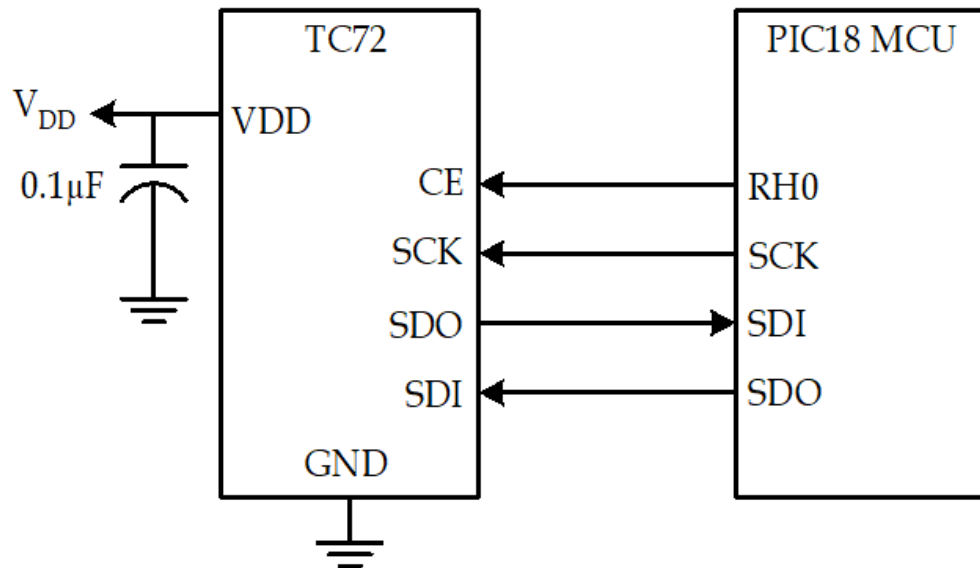 TC72
PIC18 MCU
VDD
VDD
0.1μF
CE
RH0
SCK
SCK
SDO
SDI
SDI
SDO
GND